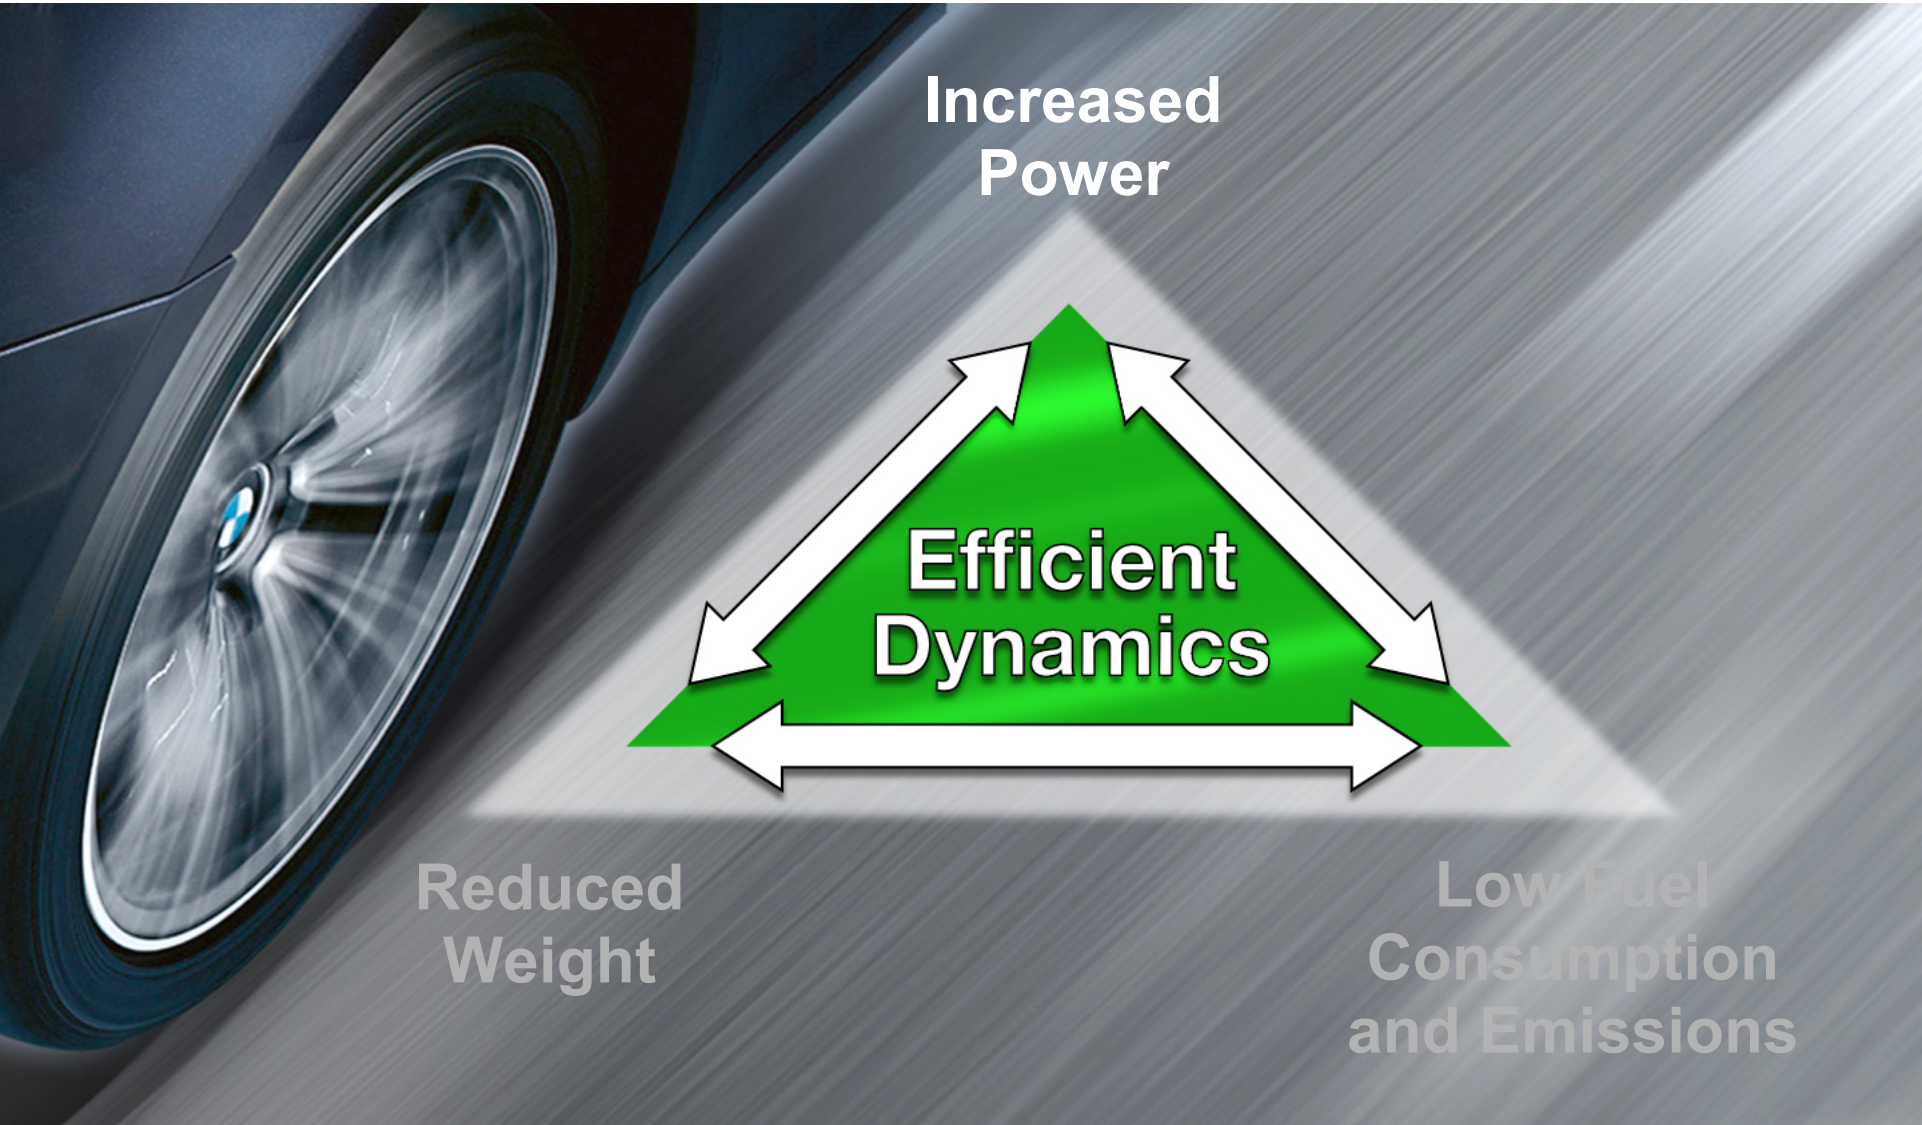 Increased
Power
Efficient
Dynamics
Reduced
Weight
Low Fuel
Consumption
and Emissions